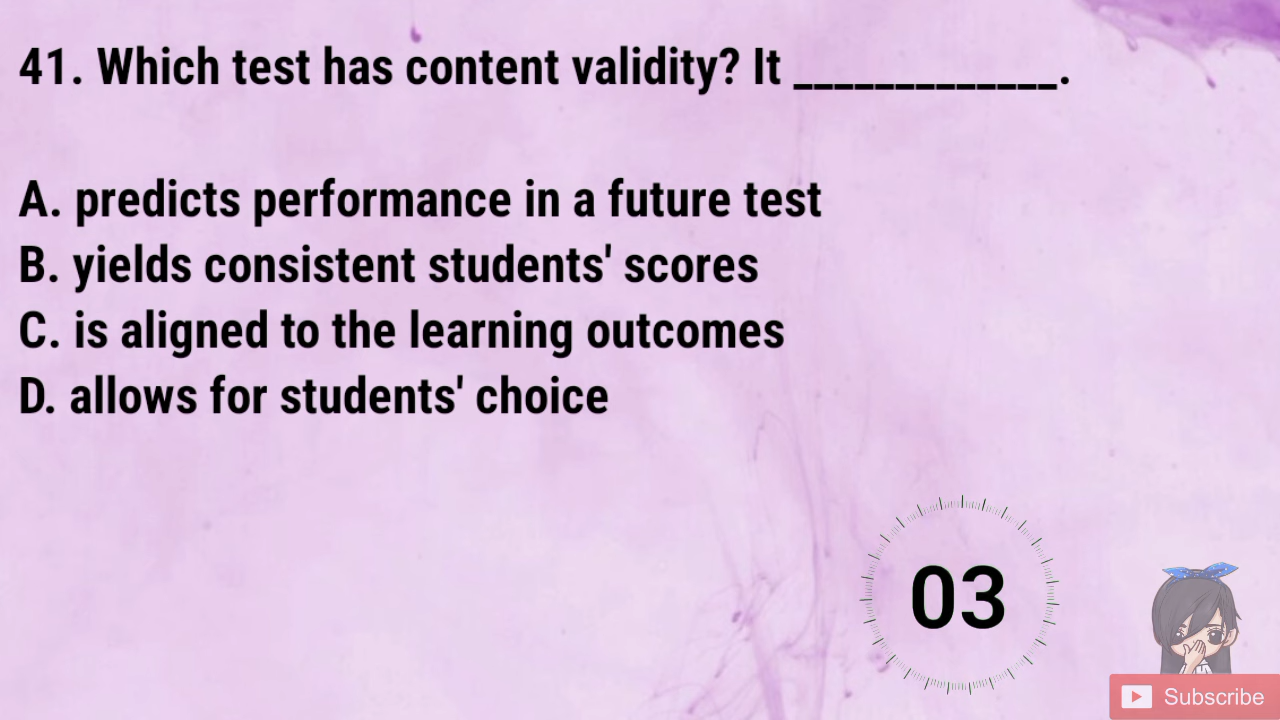 41. Which test has content validity? It _____________.
A. predicts performance in a future test
B. yields consistent students' scores
C. is aligned to the learning outcomes
D. allows for students' choice
03
Subscribe